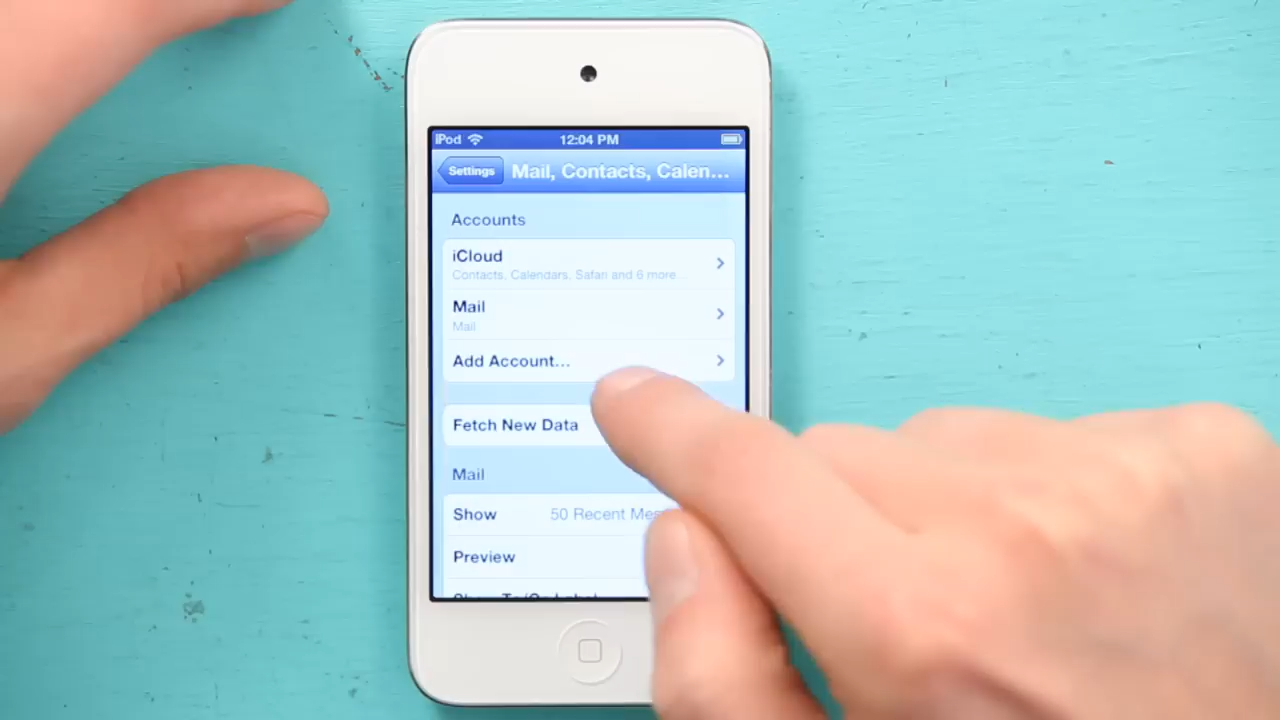 iPod 12:04 PM
Settings Mail, Contacts, Calen...
Accounts
iCloud
Contacts, Calendars, Safari and 6 more...
Mail
Mail
Add Account...
Fetch New Data
Mail
Show 50 Recent
Preview